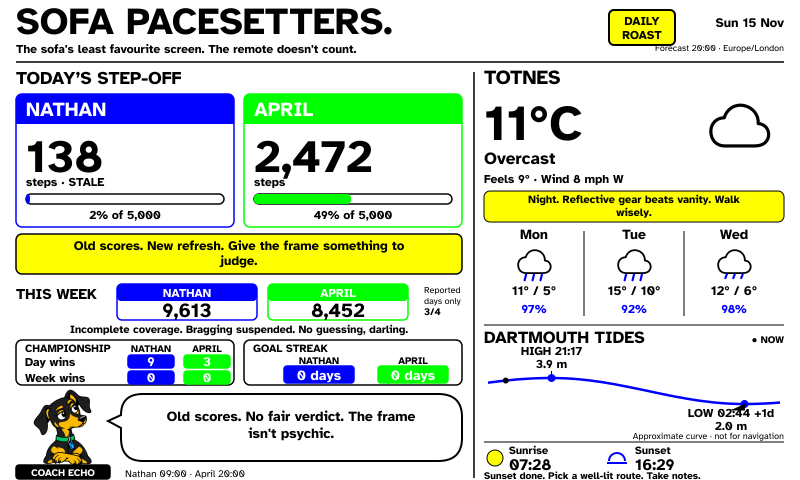 SOFA PACESETTERS.
The sofa's least favourite screen. The remote doesn't count.
DAILY
ROAST
Sun 15 Nov
Forecast 20:00 · Europe/London
TODAY'S STEP-OFF
NATHAN
138
steps · STALE
2% of 5,000
APRIL
2,472
steps
49% of 5,000
Old scores. New refresh. Give the frame something to
judge.
THIS WEEK
NATHAN
9,613
APRIL
8,452
Reported
days only
3/4
Incomplete coverage. Bragging suspended. No guessing, darling.
CHAMPIONSHIP NATHAN APRIL
Day wins 9 3
Week wins 0 0
GOAL STREAK
NATHAN APRIL
0 days 0 days
Old scores. No fair verdict. The frame
isn't psychic.
COACH ECHO
Nathan 09:00 · April 20:00
TOTNES
11°C
Overcast
Feels 9° · Wind 8 mph W
Night. Reflective gear beats vanity. Walk
wisely.
Mon Tue Wed
11° / 5° 15° / 10° 12° / 6°
97% 92% 98%
DARTMOUTH TIDES
• NOW
HIGH 21:17
3.9 m
LOW 02:44 +1d
2.0 m
Approximate curve · not for navigation
Sunrise
07:28
Sunset
16:29
Sunset done. Pick a well-lit route. Take notes.